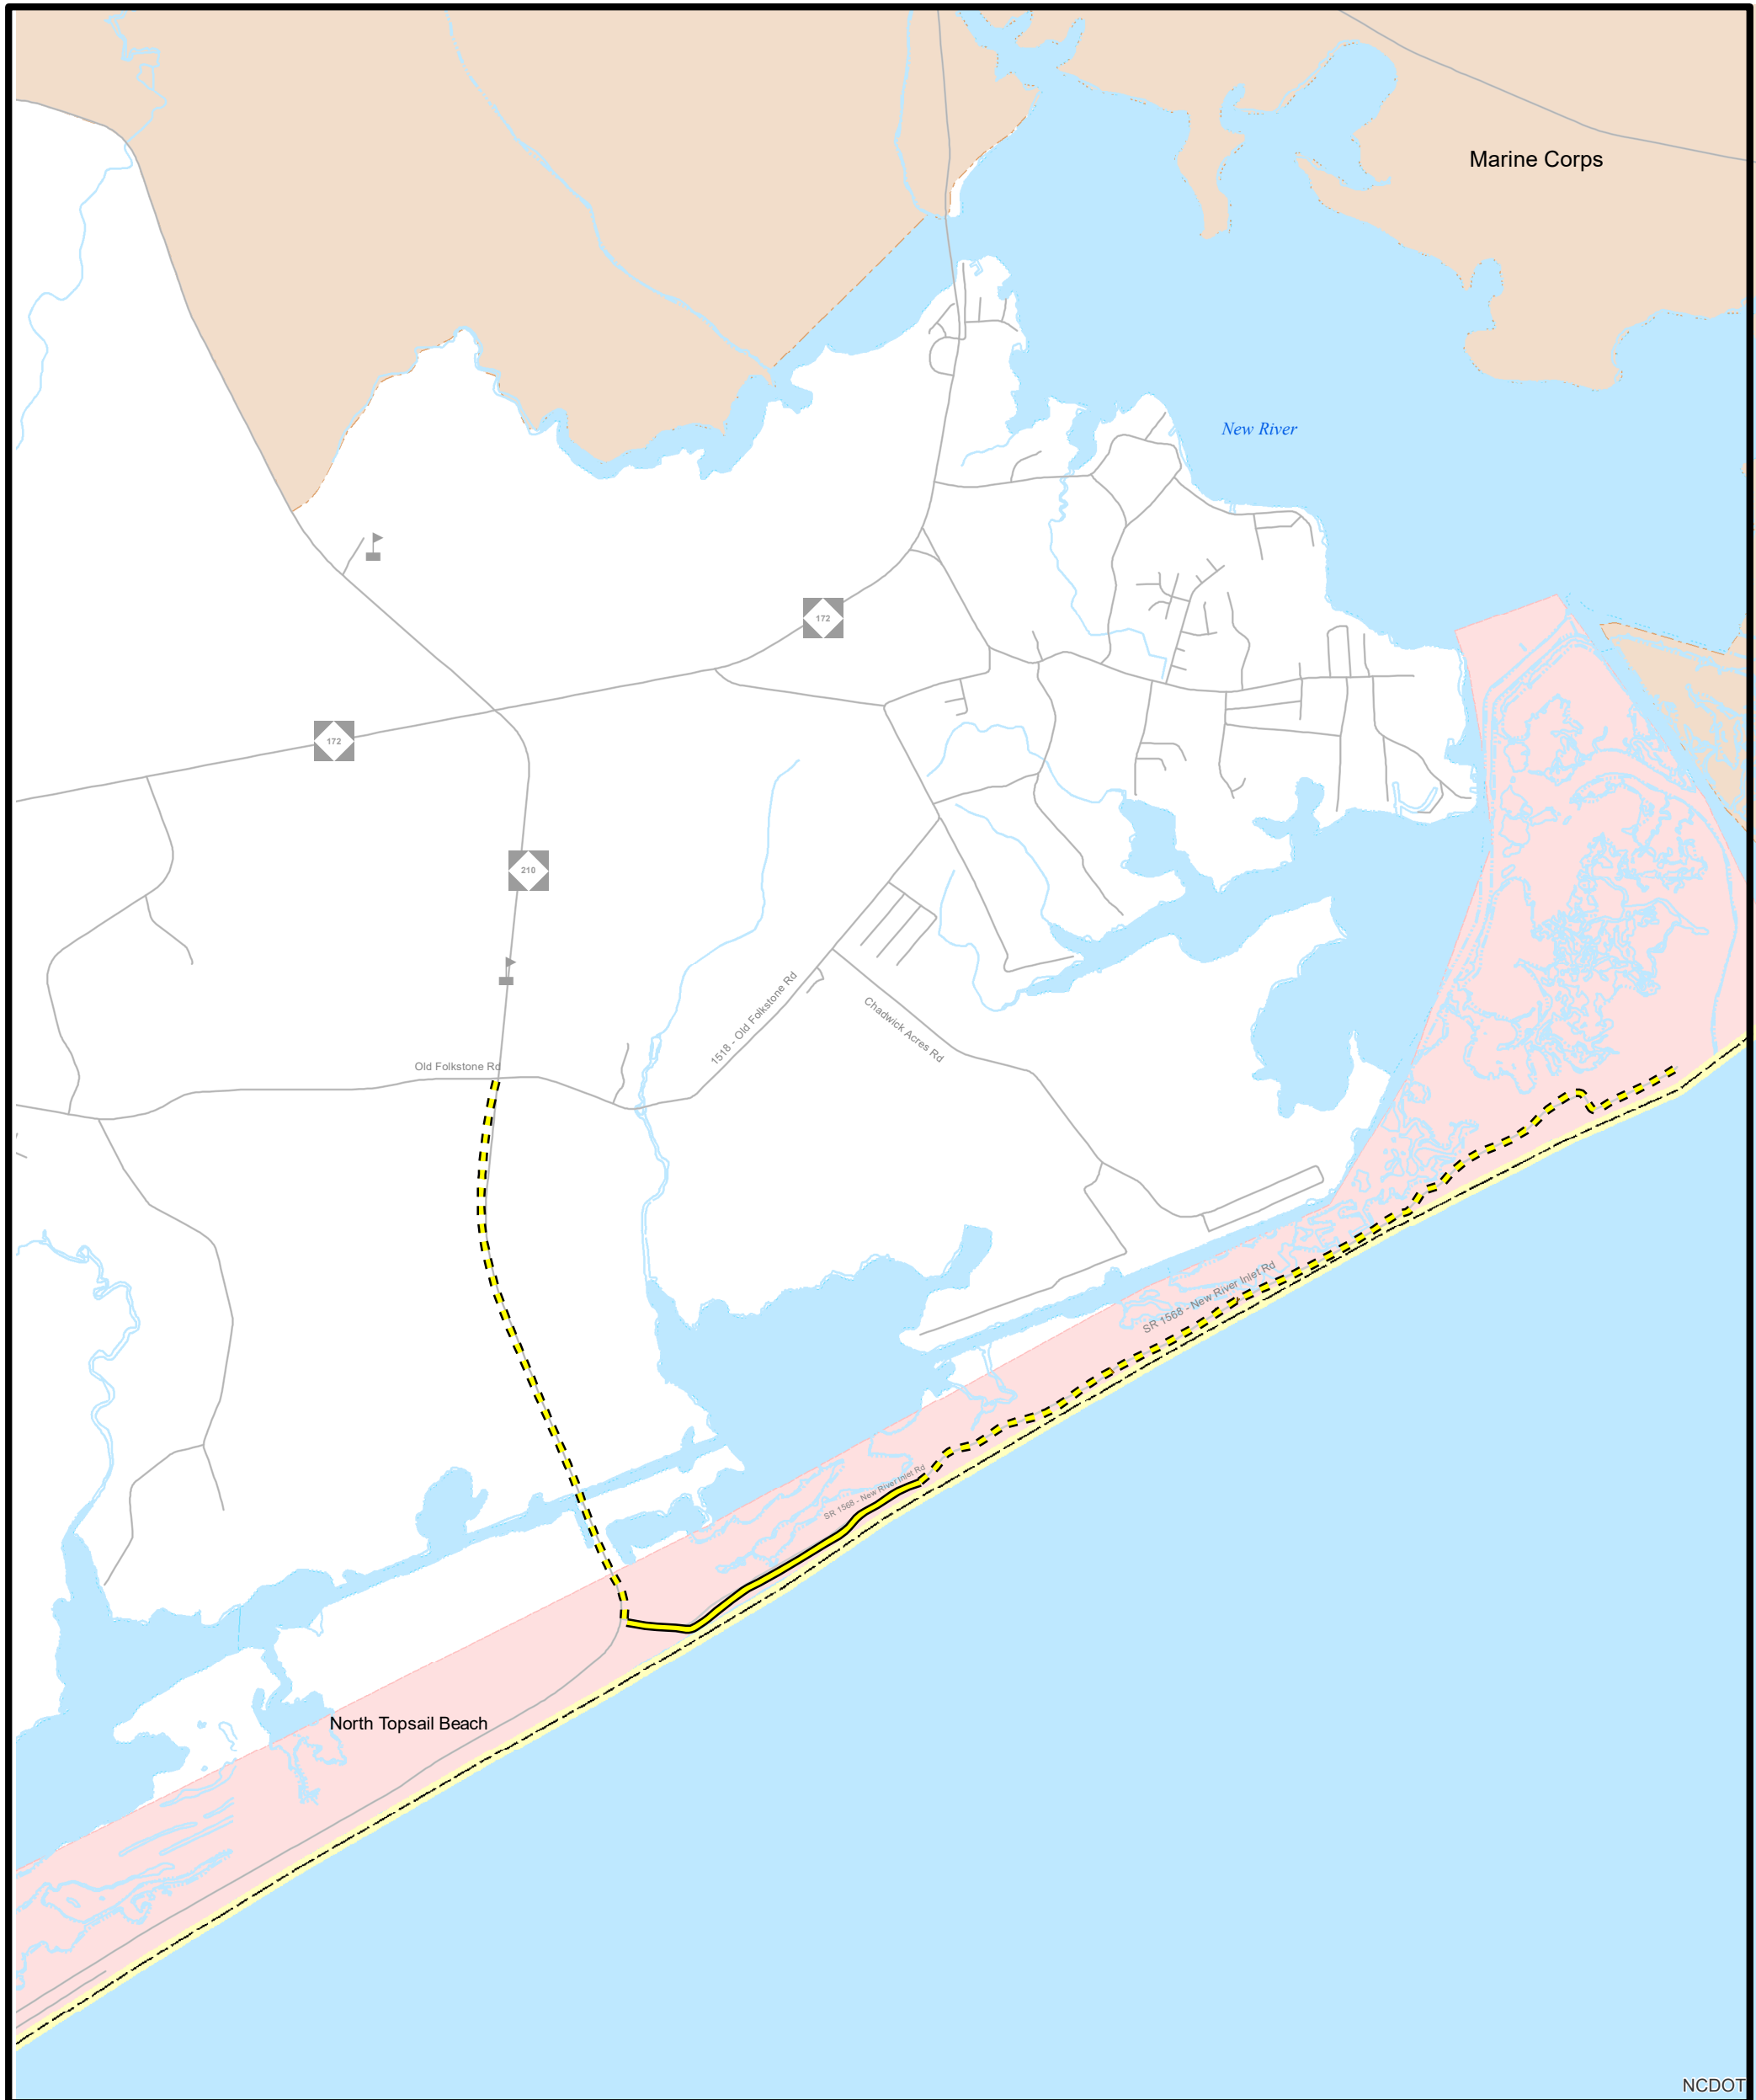 Marine Corps
New River
172
172
210
1518 - Old Folkstone Rd
Chadwick Acres Rd
Old Folkstone Rd
SR 1568 - New River Inlet Rd
SR 1568 - New River Inlet Rd
North Topsail Beach
NCDOT